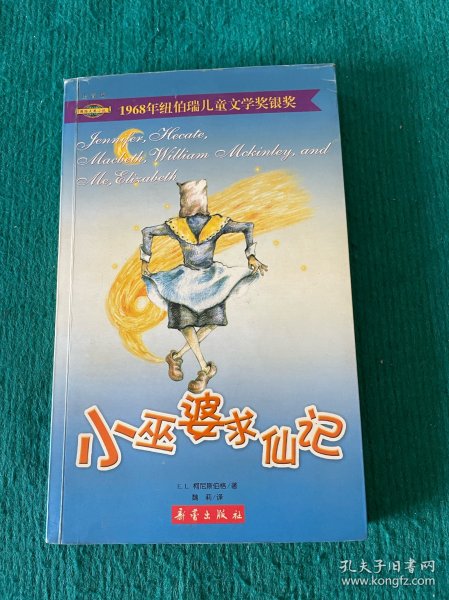 1968年纽伯瑞儿童文学奖银奖
Jennifer, Hecate,
Macbeth, William Mckinley, and
Me, Elizabeth
小巫婆求仙记
E. L. 柯尼斯伯格/著
魏 莉/译
新蕾出版社
孔夫子旧书网
www.kongfz.com